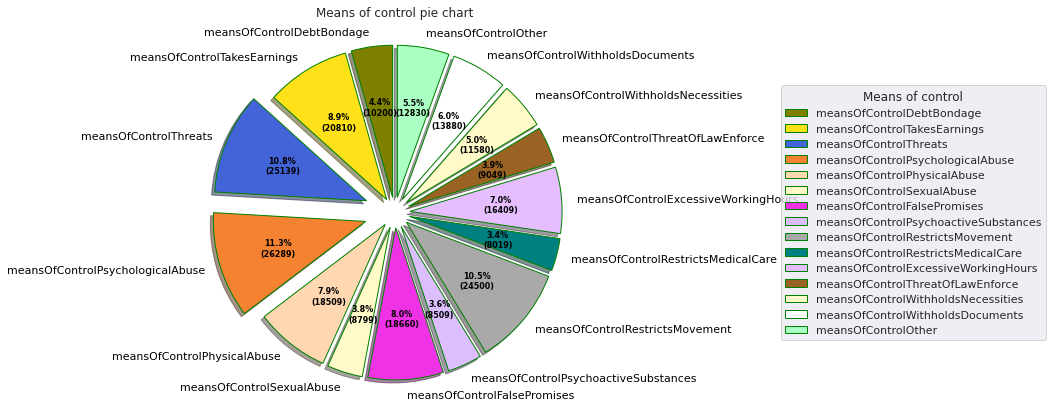 Means of control pie chart
meansOfControlDebtBondage
meansOfControlOther
meansOfControlTakesEarnings
meansOfControlWithholdsDocuments
meansOfControlThreats
meansOfControlWithholdsNecessities
meansOfControlPsychologicalAbuse
meansOfControlThreatOfLawEnforce
meansOfControlPhysicalAbuse
meansOfControlExcessiveWorkingHours
meansOfControlSexualAbuse
meansOfControlRestrictsMedicalCare
meansOfControlFalsePromises
meansOfControlRestrictsMovement
meansOfControlPsychoactiveSubstances
4.4%
(10200)
8.9%
(20810)
10.8%
(25139)
11.3%
(26289)
7.9%
(18509)
3.8%
(8799)
8.0%
(18660)
3.6%
(8509)
10.5%
(24500)
3.4%
(8019)
7.0%
(16409)
3.9%
(9049)
5.0%
(11580)
6.0%
(13880)
5.5%
(12830)
Means of control
meansOfControlDebtBondage
meansOfControlTakesEarnings
meansOfControlThreats
meansOfControlPsychologicalAbuse
meansOfControlPhysicalAbuse
meansOfControlSexualAbuse
meansOfControlFalsePromises
meansOfControlPsychoactiveSubstances
meansOfControlRestrictsMovement
meansOfControlRestrictsMedicalCare
meansOfControlExcessiveWorkingHours
meansOfControlThreatOfLawEnforce
meansOfControlWithholdsNecessities
meansOfControlWithholdsDocuments
meansOfControlOther